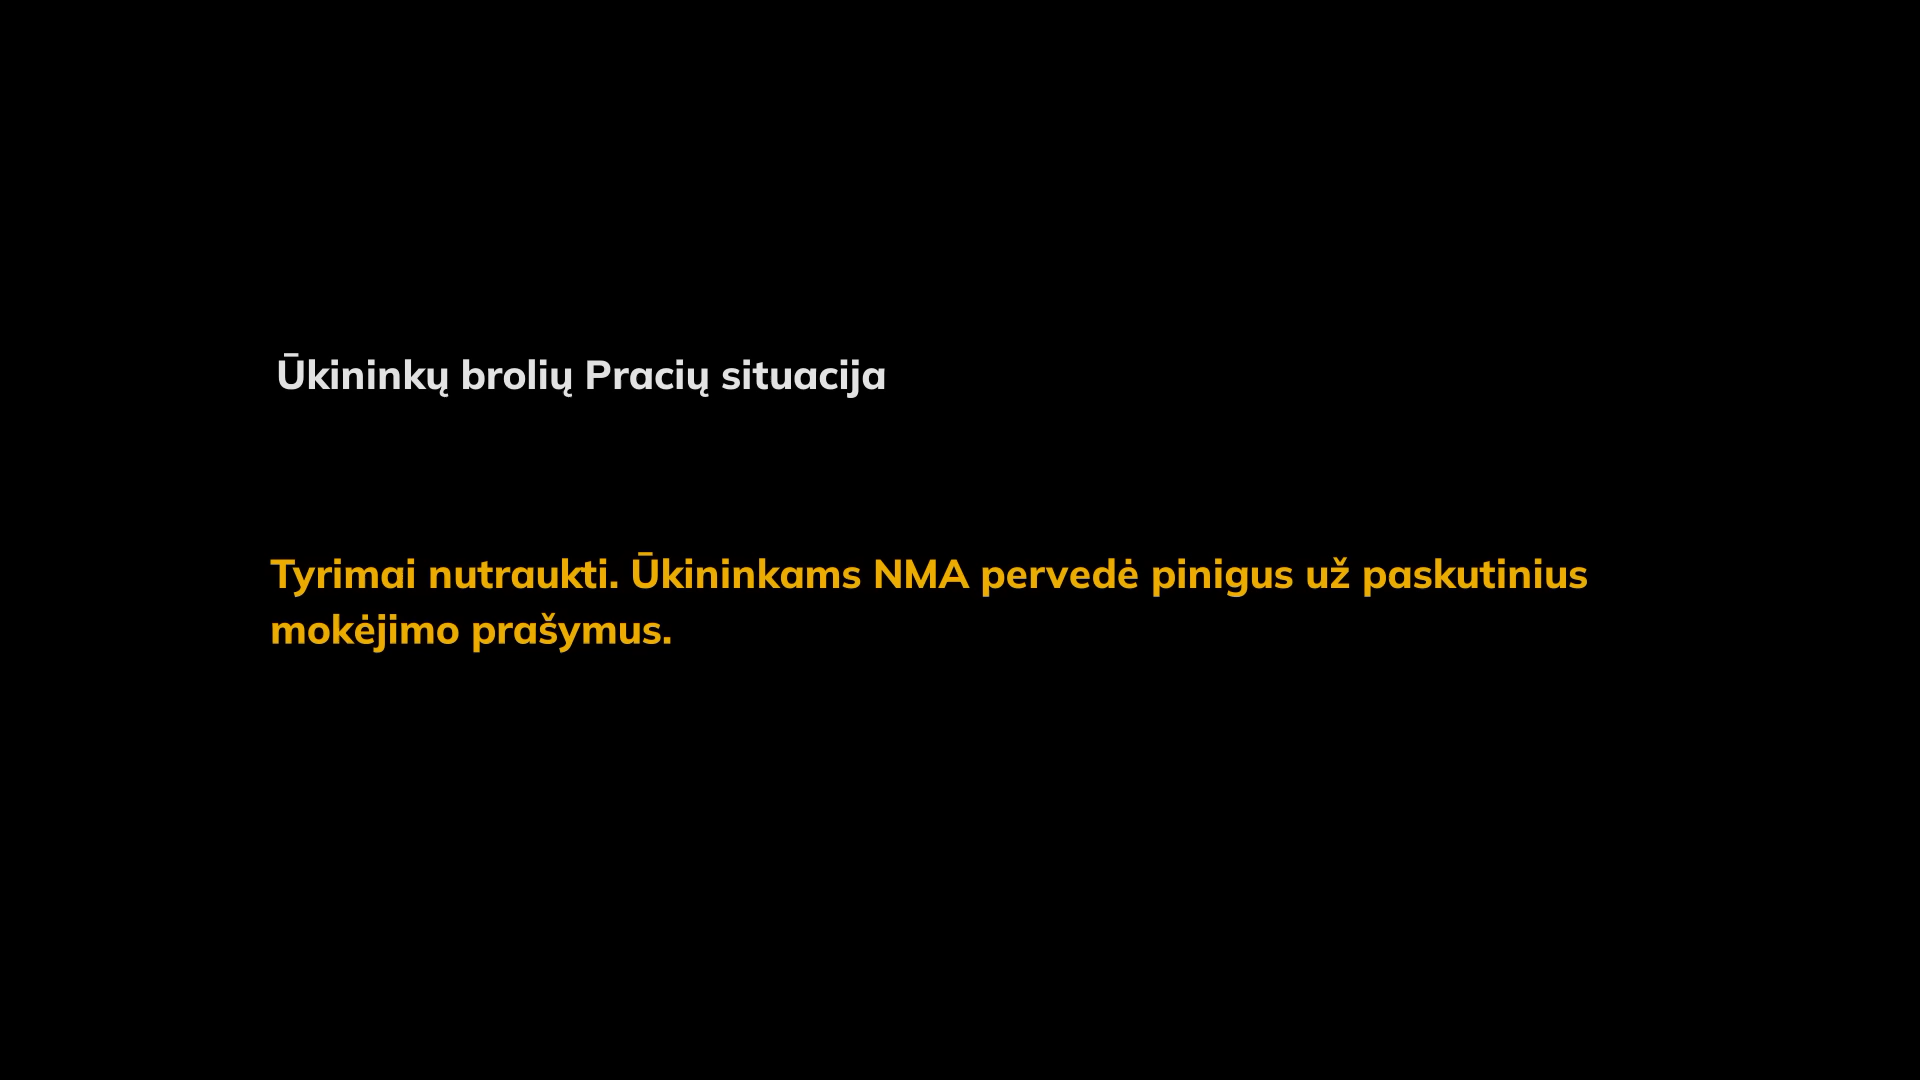 Ūkininkų brolių Pracių situacija
Tyrimai nutraukti. Ūkininkams NMA pervedė pinigus už paskutinius
mokėjimo prašymus.